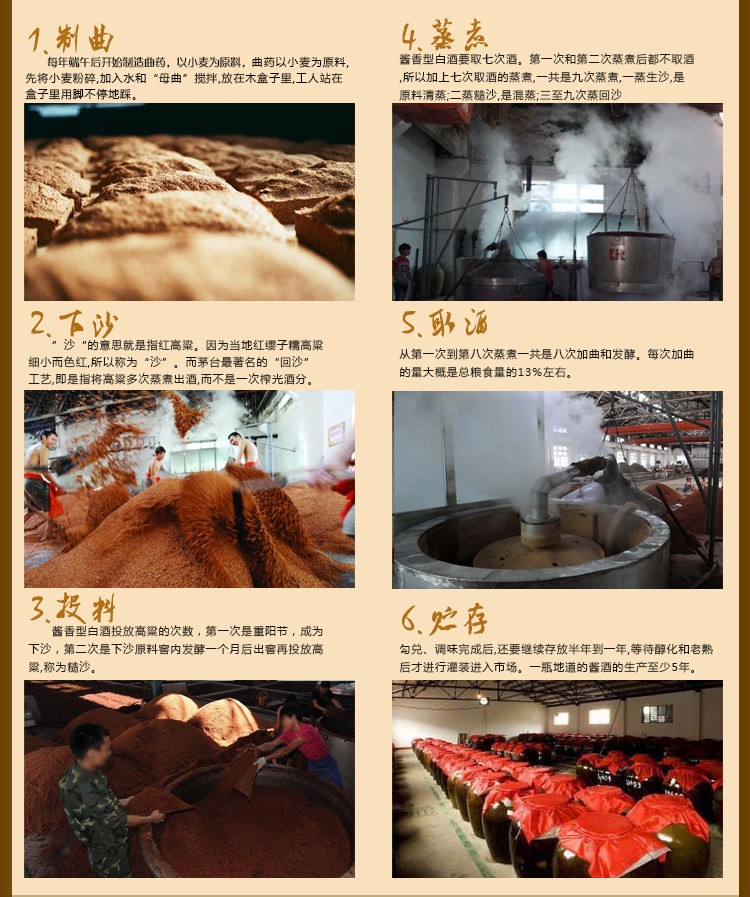 1、制曲
每年端午后开始制造曲药，以小麦为原料，曲药以小麦为原料,
先将小麦粉碎,加入水和“母曲”搅拌,放在木盒子里,工人站在
盒子里用脚不停地踩。
2、下沙
”沙“的意思就是指红高粱。因为当地红缨子糯高粱
细小而色红,所以称为“沙”。而茅台最著名的“回沙”
工艺,即是指将高粱多次蒸煮出酒,而不是一次榨光酒分。
3、投料
酱香型白酒投放高粱的次数，第一次是重阳节，成为
下沙，第二次是下沙原料窖内发酵一个月后出窖再投放高
粱,称为糙沙。
4、蒸煮
酱香型白酒要取七次酒。第一次和第二次蒸煮后都不取酒
,所以加上七次取酒的蒸煮,一共是九次蒸煮,一蒸生沙,是
原料清蒸;二蒸糙沙,是混蒸;三至九次蒸回沙
5、取酒
从第一次到第八次蒸煮一共是八次加曲和发酵。每次加曲
的量大概是总粮食量的13%左右。
6、贮存
勾兑、调味完成后,还要继续存放半年到一年,等待醇化和老熟
后才进行灌装进入市场。一瓶地道的酱酒的生产至少5年。